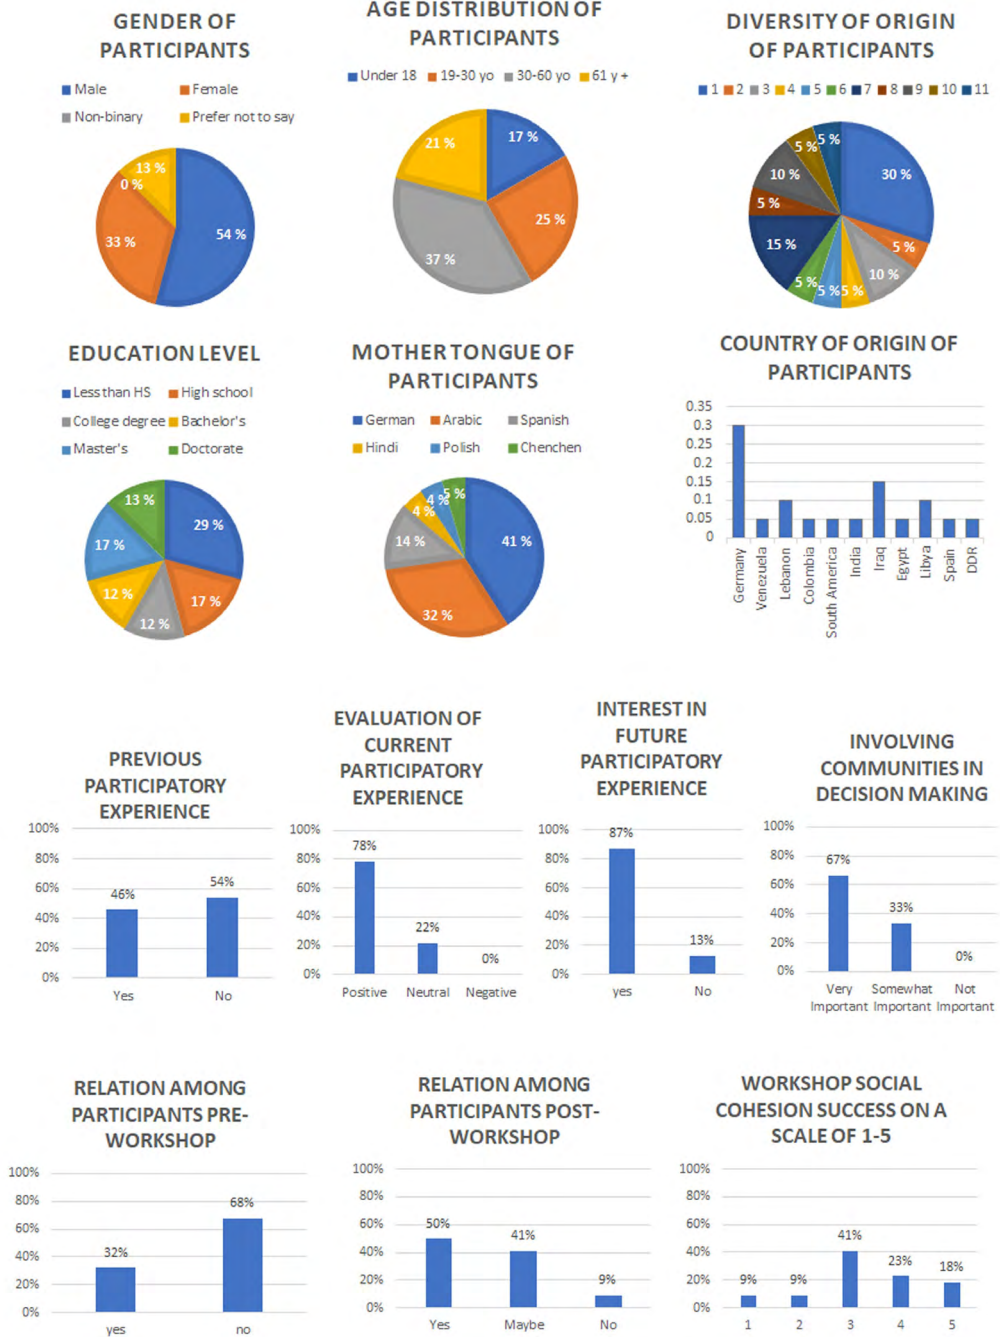 GENDER OF
PARTICIPANTS
Male
Female
Non-binary
Prefer not to say
13 %
0 %
33 %
54 %
AGE DISTRIBUTION OF
PARTICIPANTS
Under 18
19-30 yo
30-60 yo
61 y +
21 %
17 %
25 %
37 %
DIVERSITY OF ORIGIN
OF PARTICIPANTS
1 2 3 4 5 6 7 8 9 10 11
5 %
5 %
10 %
30 %
5 %
15 %
5 %
10 %
5 %
5 %
5 %
EDUCATION LEVEL
Less than HS
High school
College degree
Bachelor's
Master's
Doctorate
13 %
29 %
17 %
12 %
17 %
12 %
MOTHER TONGUE OF
PARTICIPANTS
German
Arabic
Spanish
Hindi
Polish
Chenchen
5 %
4 %
4 %
14 %
41 %
32 %
COUNTRY OF ORIGIN OF
PARTICIPANTS
0.35
0.3
0.25
0.2
0.15
0.1
0.05
0
Germany
Venezuela
Lebanon
Colombia
South America
India
Iraq
Egypt
Libya
Spain
DDR
PREVIOUS
PARTICIPATORY
EXPERIENCE
100%
80%
60%
40%
20%
0%
46%
54%
Yes
No
EVALUATION OF
CURRENT
PARTICIPATORY
EXPERIENCE
100%
80%
60%
40%
20%
0%
78%
22%
0%
Positive
Neutral
Negative
INTEREST IN
FUTURE
PARTICIPATORY
EXPERIENCE
100%
80%
60%
40%
20%
0%
87%
13%
yes
No
INVOLVING
COMMUNITIES IN
DECISION MAKING
100%
80%
60%
40%
20%
0%
67%
33%
0%
Very
Important
Somewhat
Important
Not
Important
RELATION AMONG
PARTICIPANTS PRE-
WORKSHOP
100%
80%
60%
40%
20%
0%
32%
68%
yes
no
RELATION AMONG
PARTICIPANTS POST-
WORKSHOP
100%
80%
60%
40%
20%
0%
50%
41%
9%
Yes
Maybe
No
WORKSHOP SOCIAL
COHESION SUCCESS ON A
SCALE OF 1-5
100%
80%
60%
40%
20%
0%
9%
9%
41%
23%
18%
1
2
3
4
5